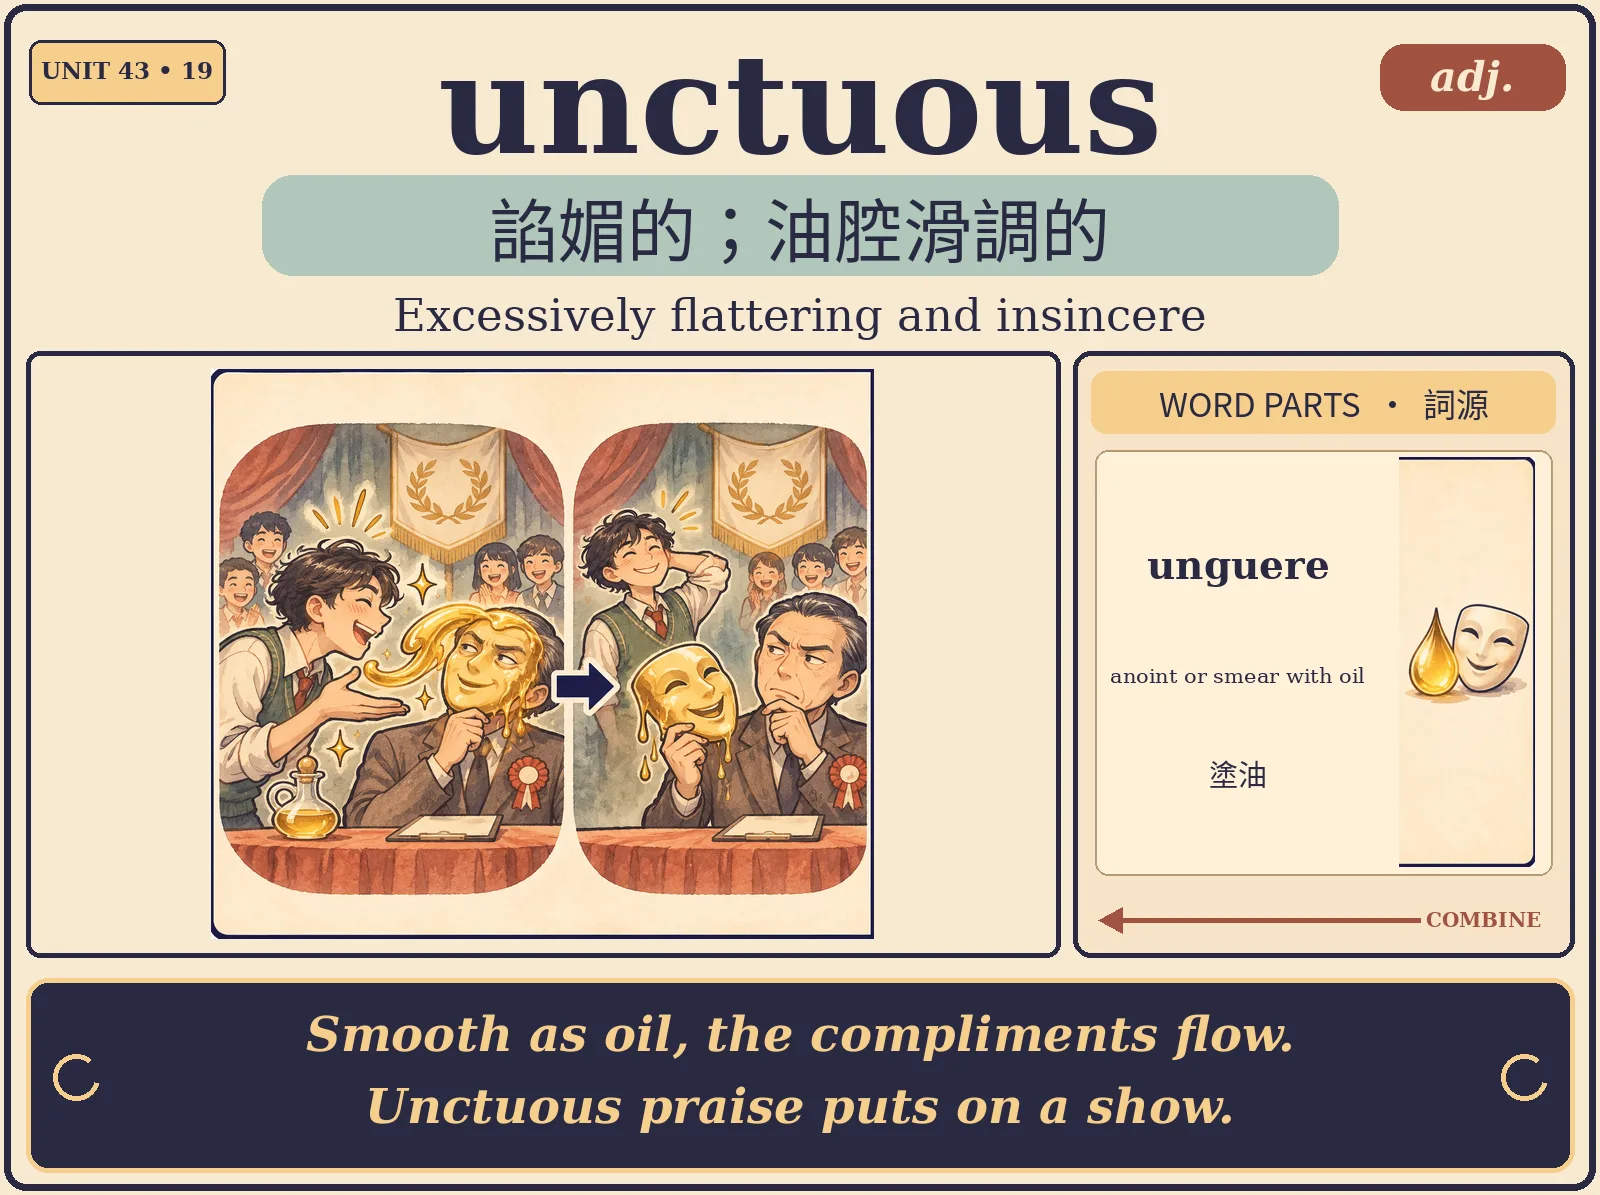 UNIT 43 • 19
unctuous
adj.
諂媚的；油腔滑調的
Excessively flattering and insincere
WORD PARTS ・ 詞源
unguere
anoint or smear with oil
塗油
COMBINE
Smooth as oil, the compliments flow.
Unctuous praise puts on a show.